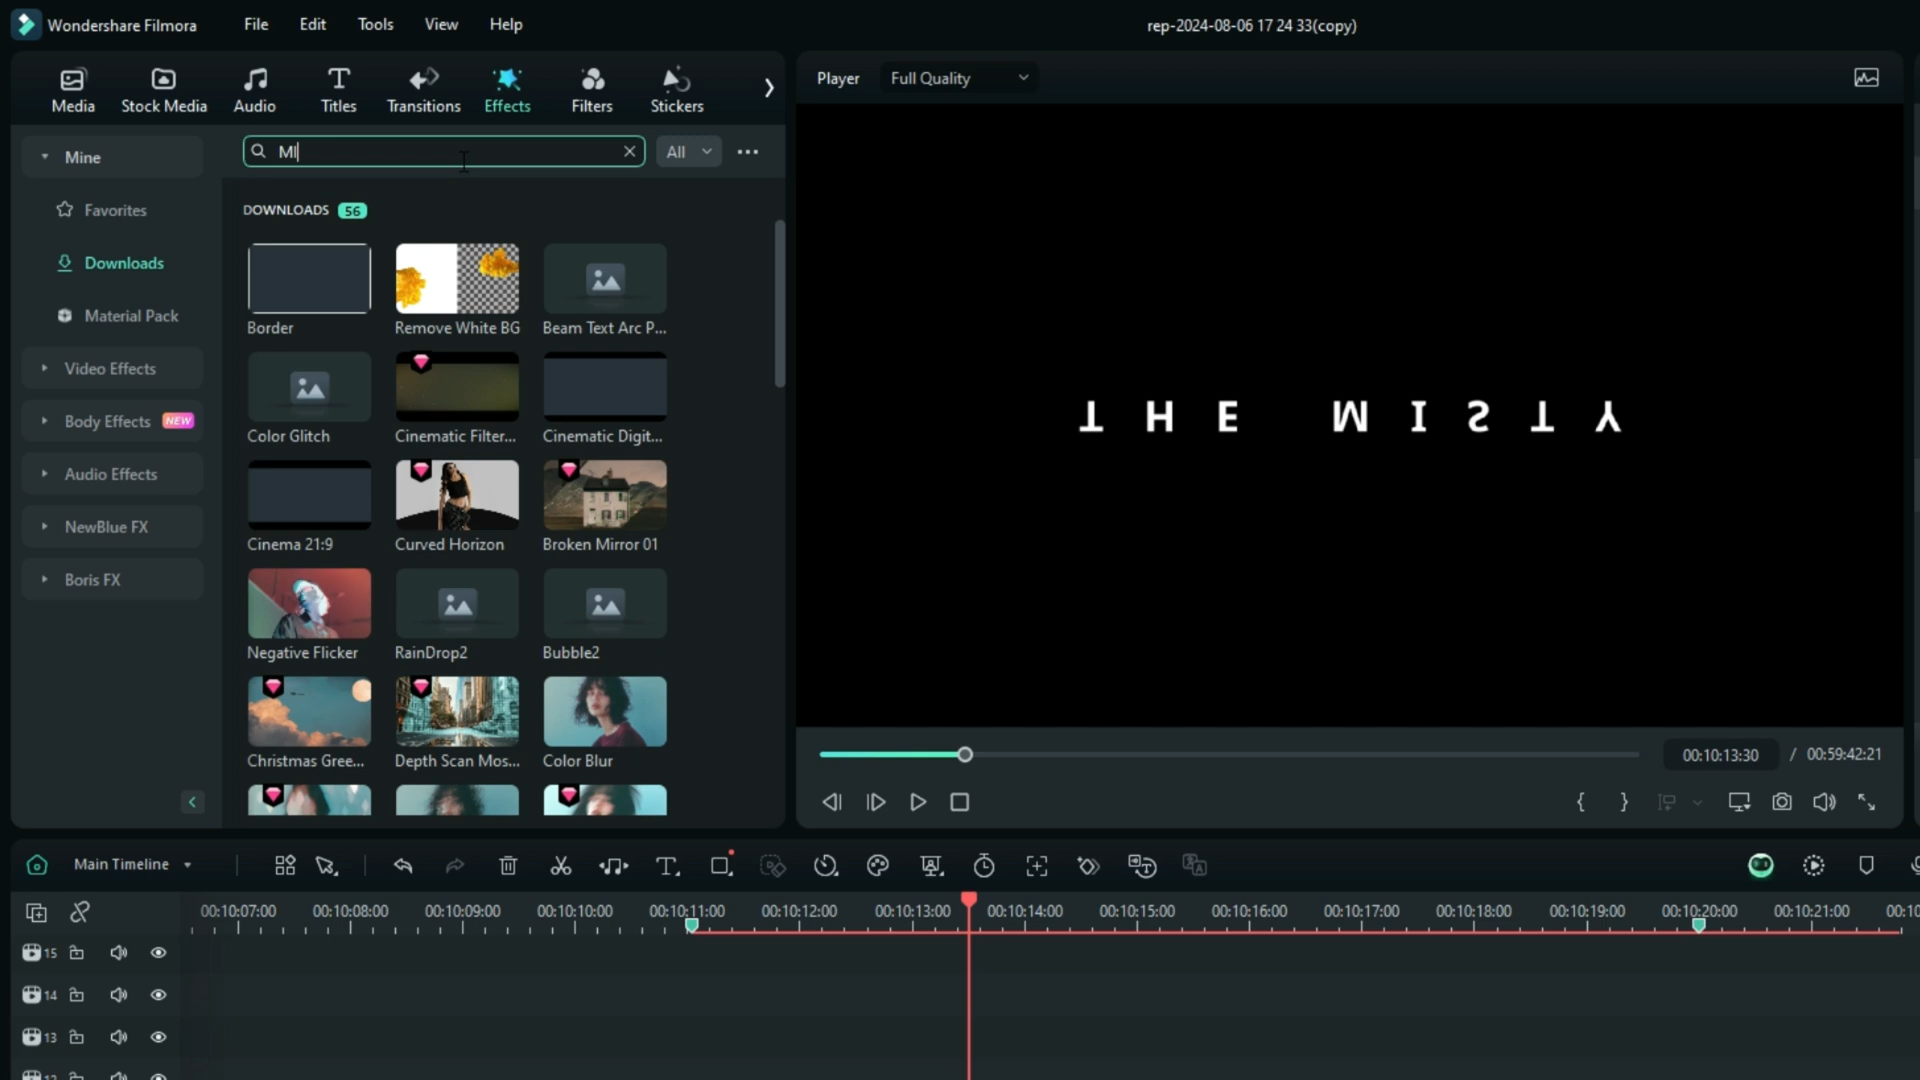 Wondershare Filmora
File Edit Tools View Help
rep-2024-08-06 17 24 33(copy)
Media Stock Media Audio Titles Transitions Effects Filters Stickers
Player Full Quality
Mine
MI
All
Favorites
Downloads
Material Pack
Video Effects
Body Effects NEW
Audio Effects
NewBlue FX
Boris FX
DOWNLOADS 56
Border Remove White BG Beam Text Arc P...
Color Glitch Cinematic Filter... Cinematic Digit...
Cinema 21:9 Curved Horizon Broken Mirror 01
Negative Flicker RainDrop2 Bubble2
Christmas Gree... Depth Scan Mos... Color Blur
THE MISTY
00:10:13:30 / 00:59:42:21
Main Timeline
00:10:07:00 00:10:08:00 00:10:09:00 00:10:10:00 00:10:11:00 00:10:12:00 00:10:13:00 00:10:14:00 00:10:15:00 00:10:16:00 00:10:17:00 00:10:18:00 00:10:19:00 00:10:20:00 00:10:21:00 00:10
15
14
13